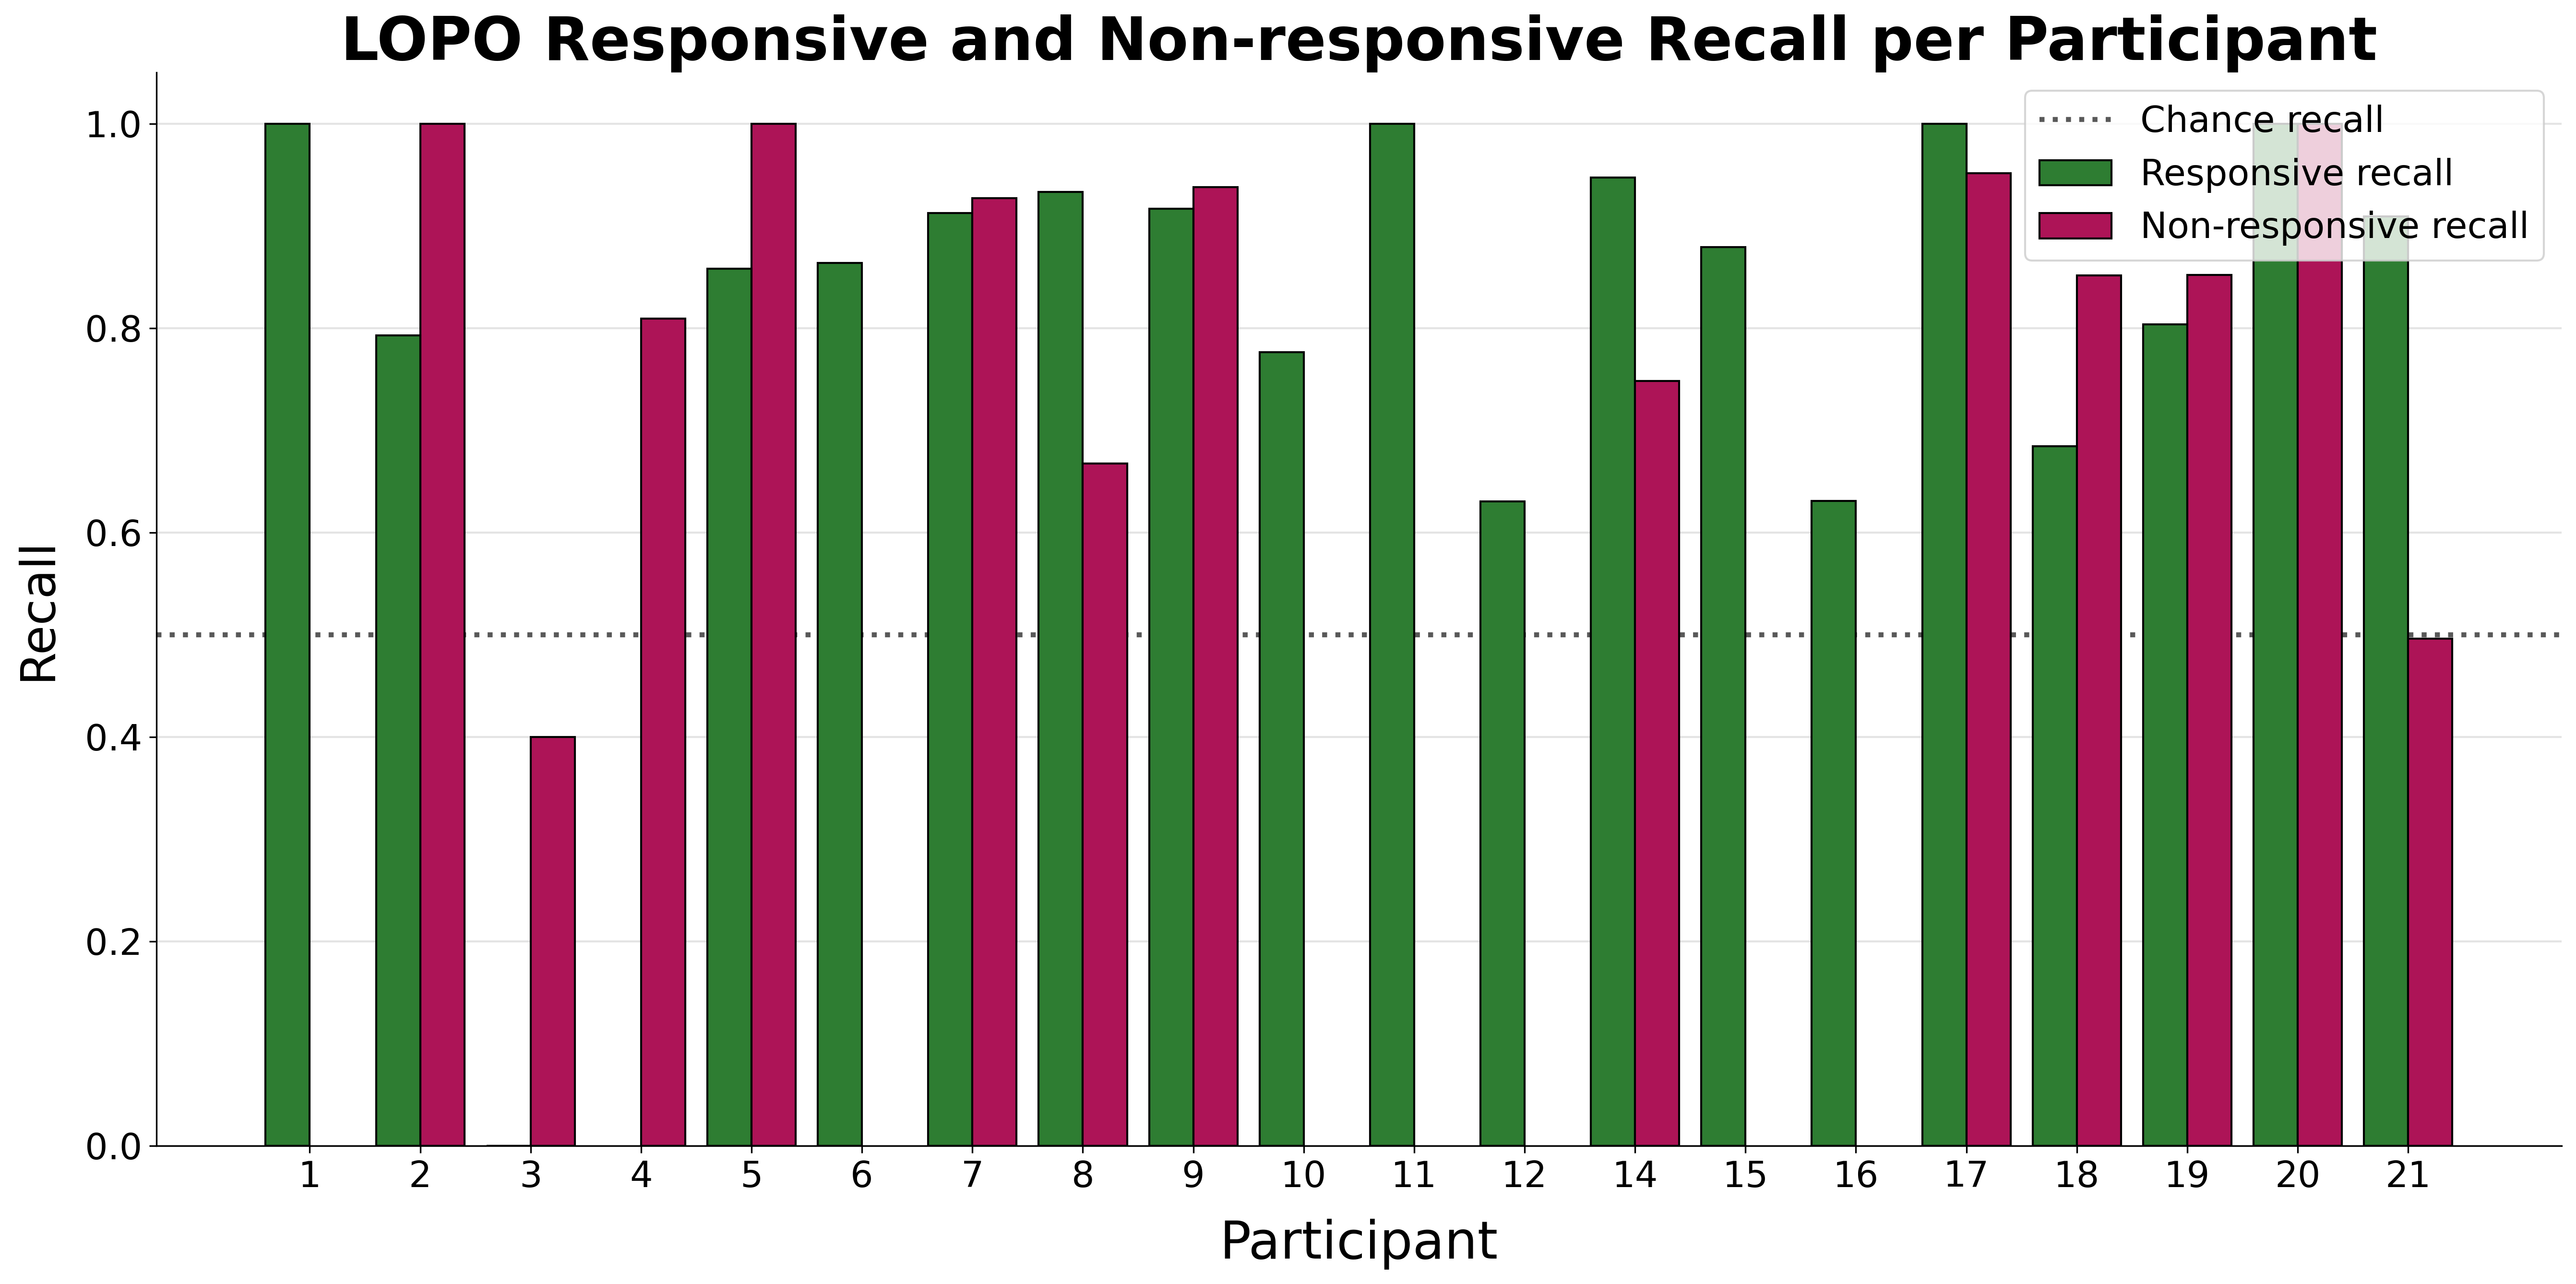 LOPO Responsive and Non-responsive Recall per Participant
Chance recall
Responsive recall
Non-responsive recall
1.0
0.8
0.6
0.4
0.2
0.0
Recall
1 2 3 4 5 6 7 8 9 10 11 12 14 15 16 17 18 19 20 21
Participant